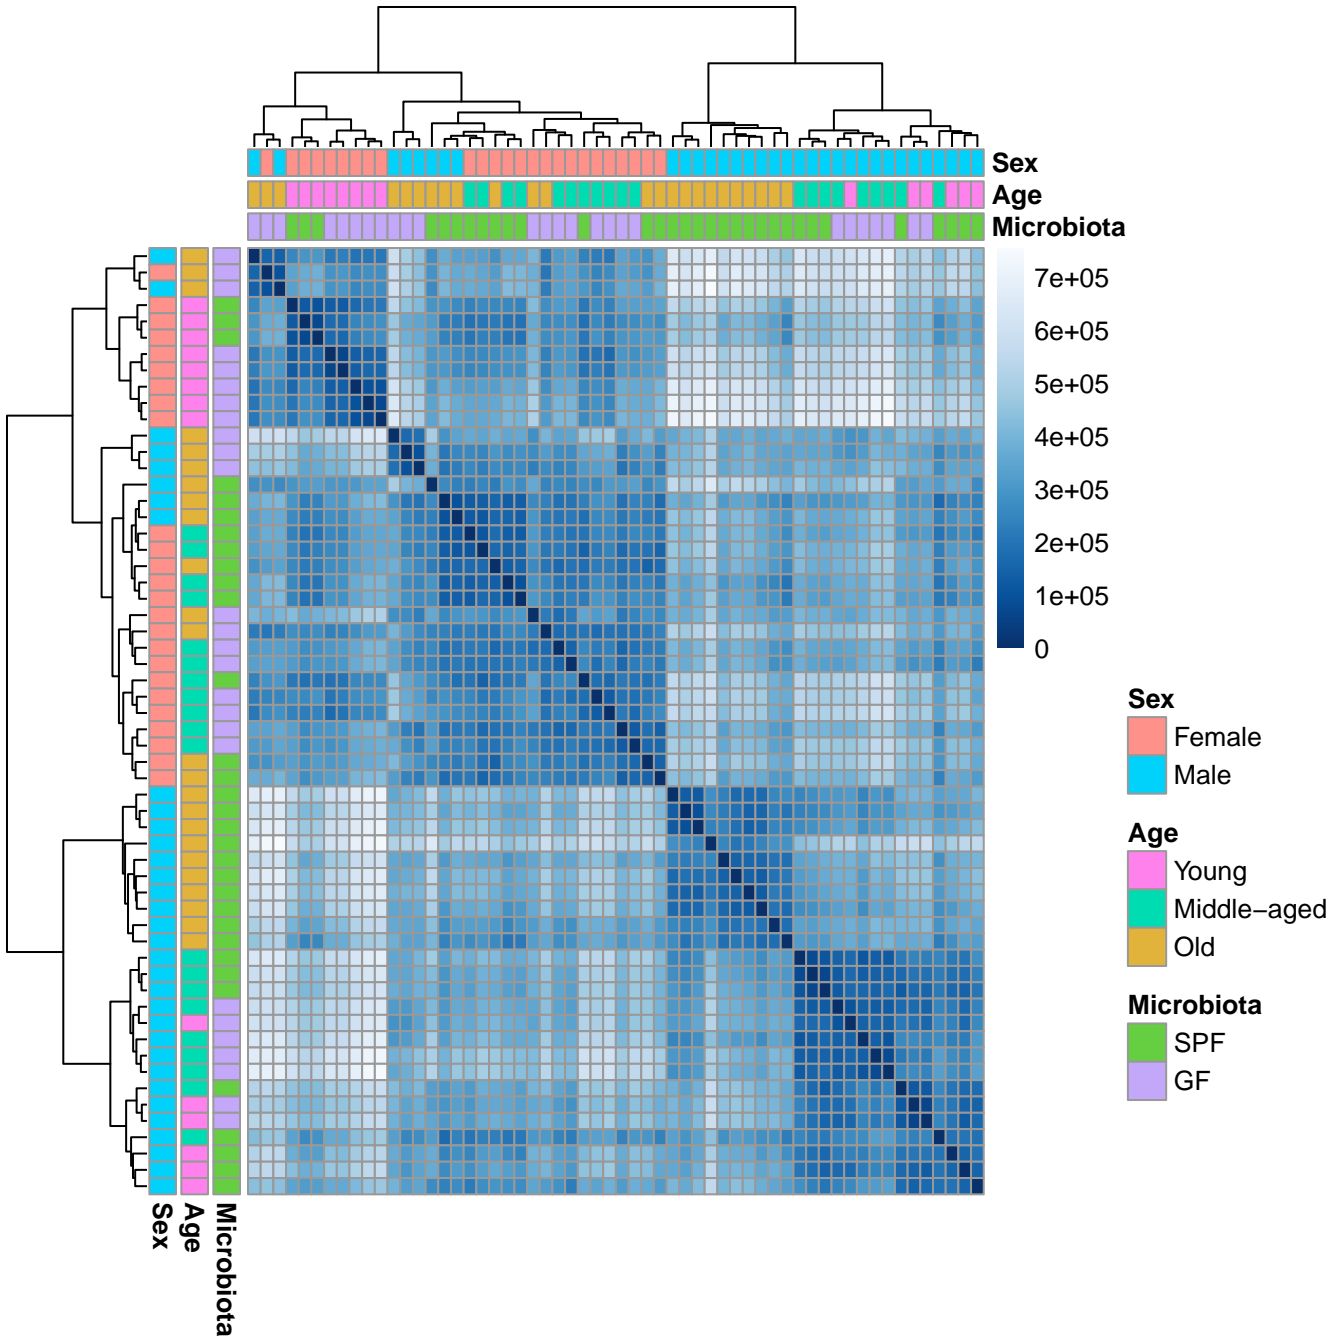 Sex
Age
Microbiota
7e+05
6e+05
5e+05
4e+05
3e+05
2e+05
1e+05
0
Sex
Female
Male
Age
Young
Middle−aged
Old
Microbiota
SPF
GF
Sex
Age
Microbiota